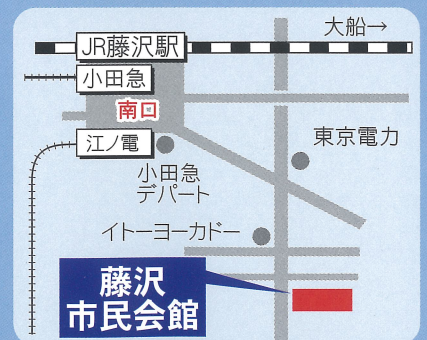 大船→
JR藤沢駅
小田急
南口
江ノ電
東京電力
小田急
デパート
イトーヨーカドー
藤沢
市民会館